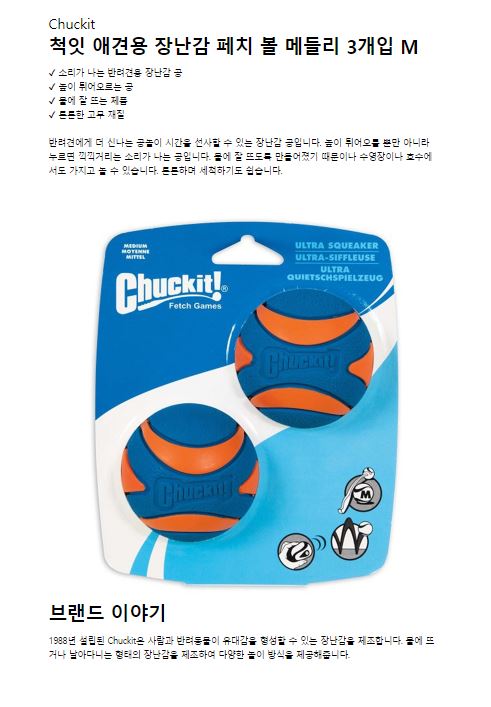 Chuckit
척잇 애견용 장난감 페치 볼 메들리 3개입 M
✓ 소리가 나는 반려견용 장난감 공
✓ 높이 튀어오르는 공
✓ 물에 잘 뜨는 제품
✓ 튼튼한 고무 재질
반려견에게 더 신나는 공놀이 시간을 선사할 수 있는 장난감 공입니다. 높이 튀어오를 뿐만 아니라
누르면 끽끽거리는 소리가 나는 공입니다. 물에 잘 뜨도록 만들어졌기 때문이나 수영장이나 호수에
서도 가지고 놀 수 있습니다. 튼튼하며 세척하기도 쉽습니다.
MEDIUM
MOYENNE
MITTEL
ULTRA SQUEAKER
ULTRA-SIFFLEUSE
ULTRA
QUIETSCHSPIELZEUG
Chuckit!®
Fetch Games
Chuckit!
Chuckit!
M
브랜드 이야기
1988년 설립된 Chuckit은 사람과 반려동물이 유대감을 형성할 수 있는 장난감을 제조합니다. 물에 뜨
거나 날아다니는 형태의 장난감을 제조하여 다양한 놀이 방식을 제공해줍니다.